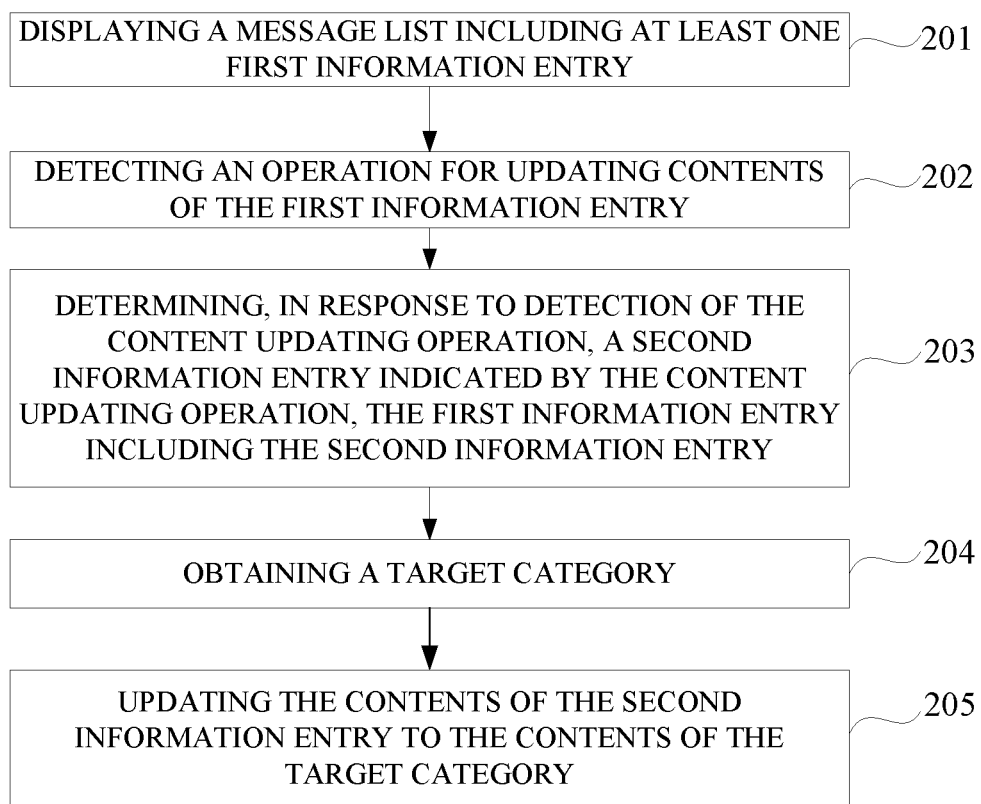 DISPLAYING A MESSAGE LIST INCLUDING AT LEAST ONE
FIRST INFORMATION ENTRY
201
DETECTING AN OPERATION FOR UPDATING CONTENTS
OF THE FIRST INFORMATION ENTRY
202
DETERMINING, IN RESPONSE TO DETECTION OF THE
CONTENT UPDATING OPERATION, A SECOND
INFORMATION ENTRY INDICATED BY THE CONTENT
UPDATING OPERATION, THE FIRST INFORMATION ENTRY
INCLUDING THE SECOND INFORMATION ENTRY
203
OBTAINING A TARGET CATEGORY
204
UPDATING THE CONTENTS OF THE SECOND
INFORMATION ENTRY TO THE CONTENTS OF THE
TARGET CATEGORY
205